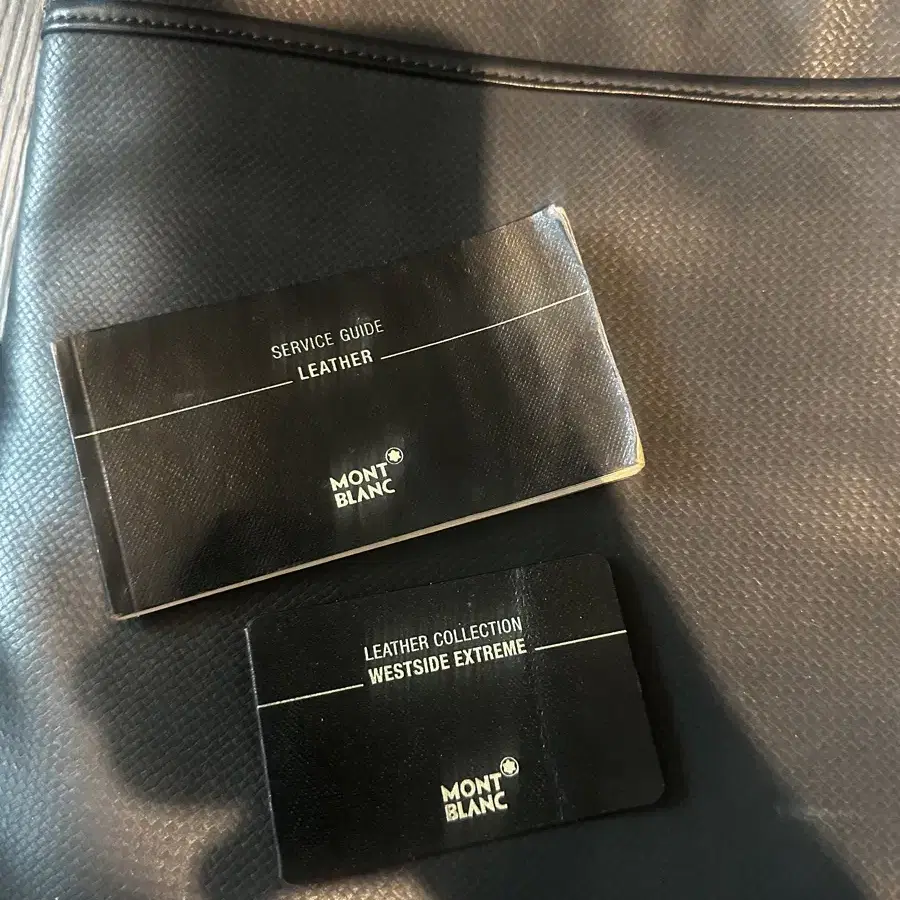 SERVICE GUIDE
LEATHER
MONT
BLANC
LEATHER COLLECTION
WESTSIDE EXTREME
MONT
BLANC